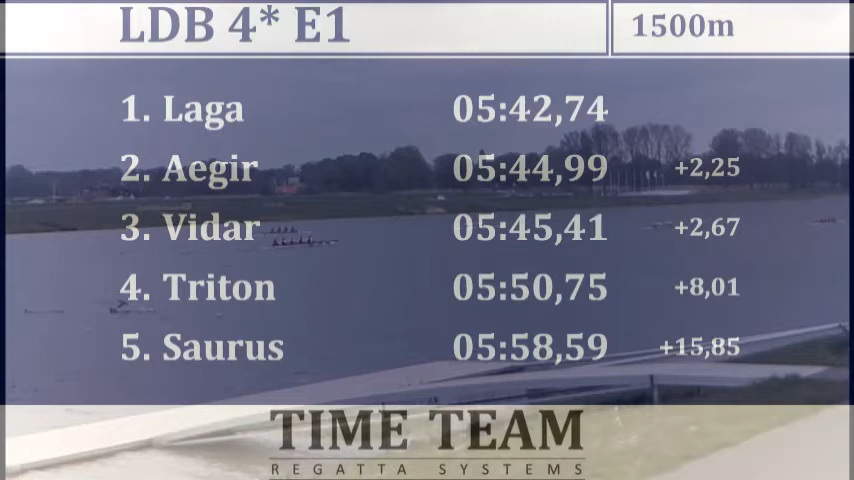 LDB 4* E1 1500m
1. Laga 05:42,74
2. Aegir 05:44,99 +2,25
3. Vidar 05:45,41 +2,67
4. Triton 05:50,75 +8,01
5. Saurus 05:58,59 +15,85
TIME TEAM
REGATTA SYSTEMS